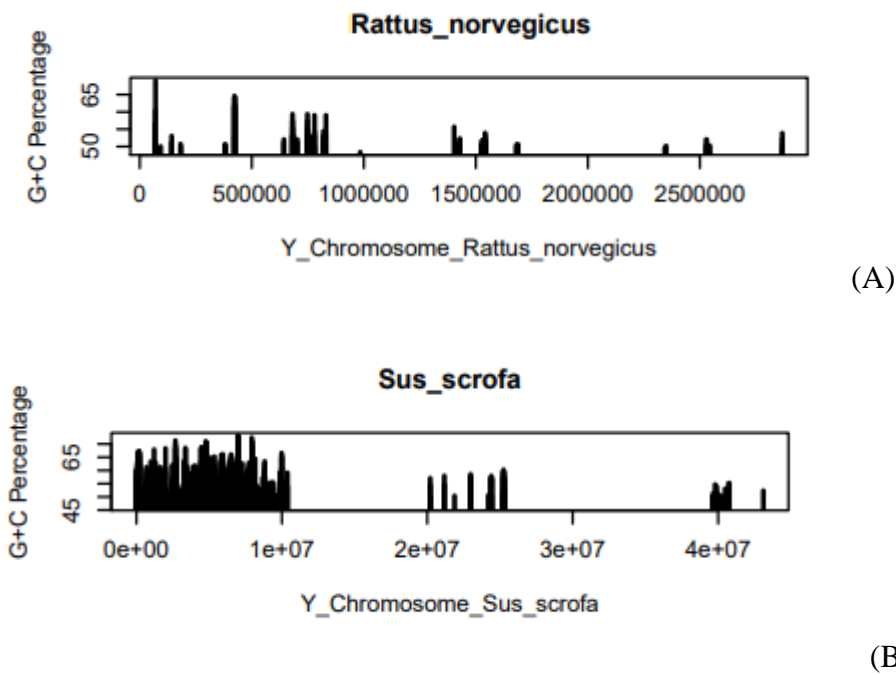 Rattus_norvegicus
G+C Percentage
65
50
0 500000 1000000 1500000 2000000 2500000
Y_Chromosome_Rattus_norvegicus
(A)
Sus_scrofa
G+C Percentage
65
45
0e+00 1e+07 2e+07 3e+07 4e+07
Y_Chromosome_Sus_scrofa
(B